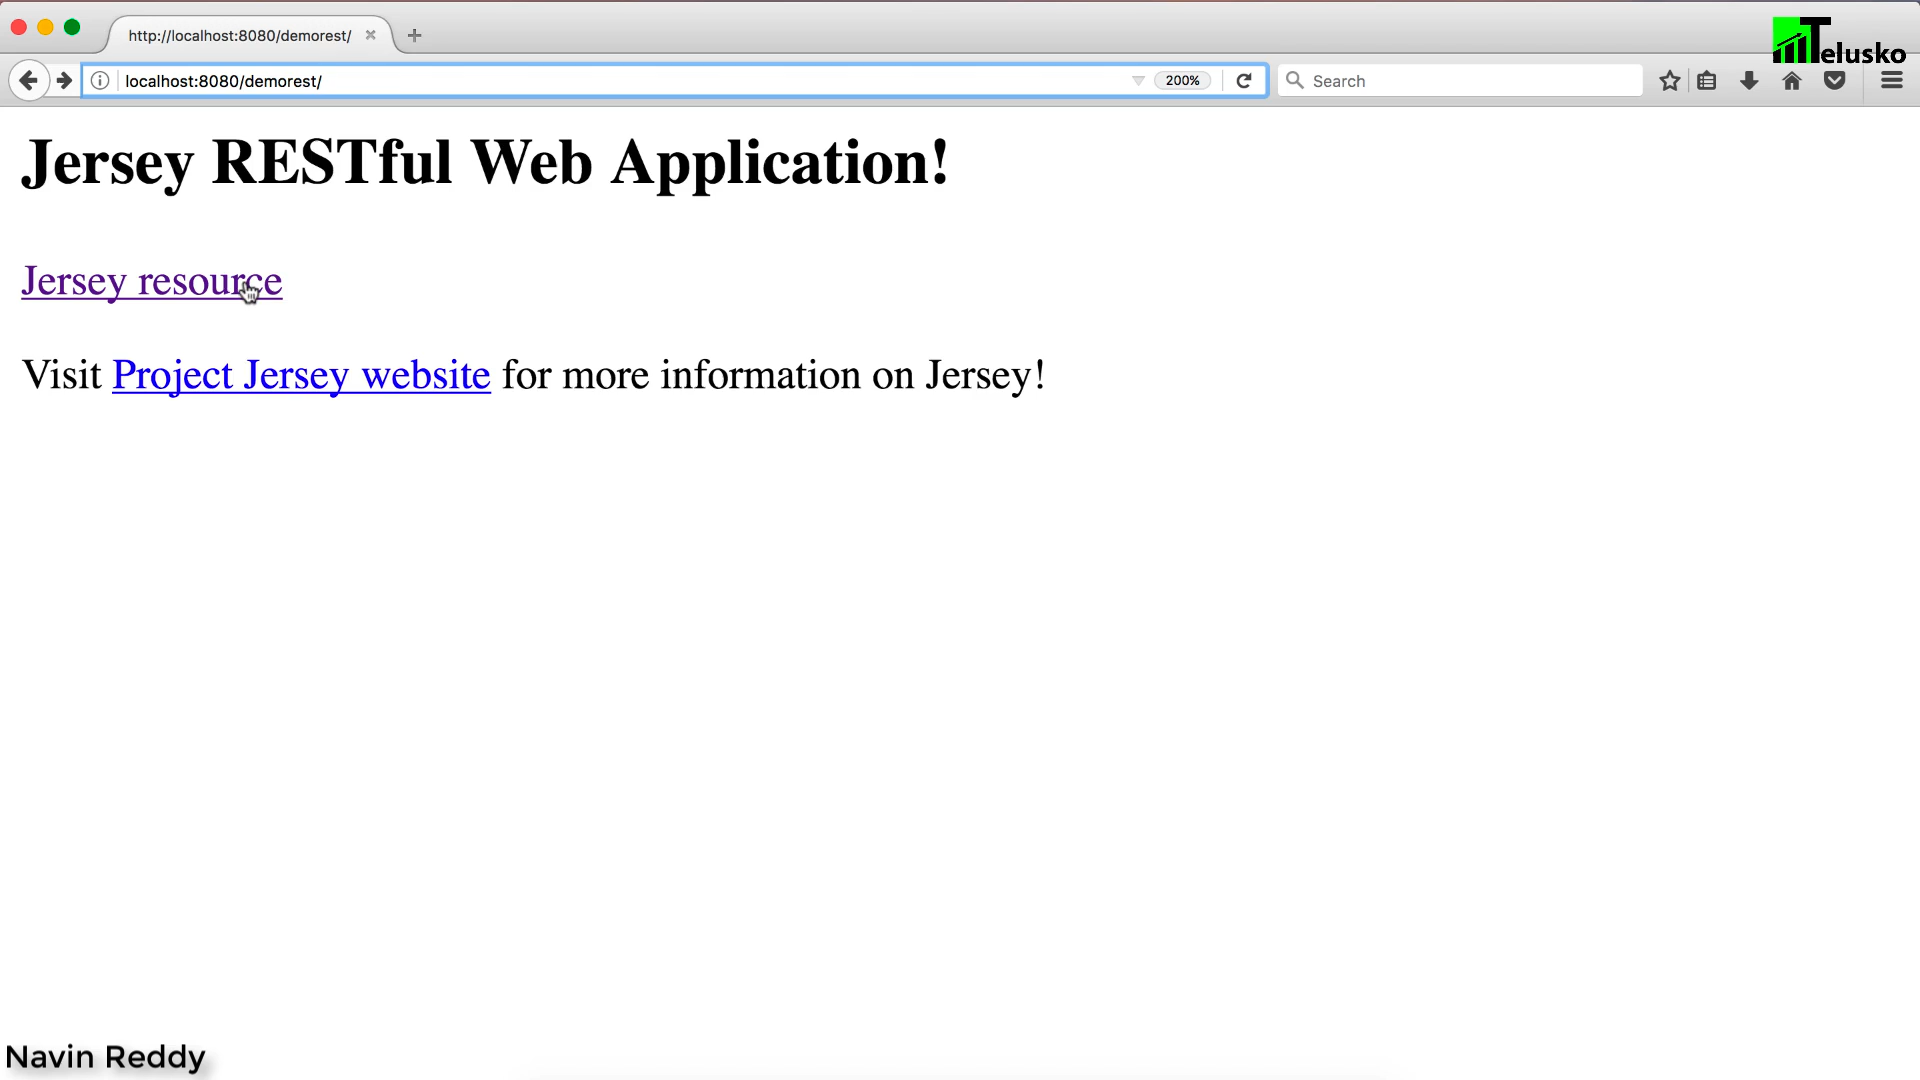 http://localhost:8080/demorest/
Telusko
localhost:8080/demorest/
200%
Search
Jersey RESTful Web Application!
Jersey resource
Visit Project Jersey website for more information on Jersey!
Navin Reddy